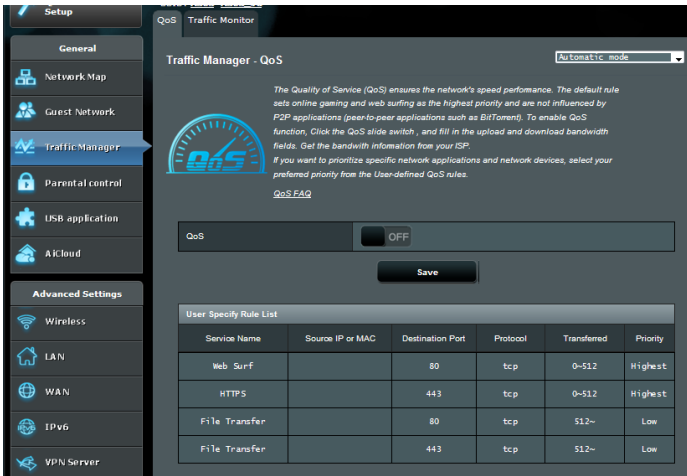 Setup
QoS Traffic Monitor
General
Network Map
Guest Network
Traffic Manager
Parental control
USB application
AiCloud
Advanced Settings
Wireless
LAN
WAN
IPv6
VPN Server
Traffic Manager - QoS
Automatic mode
QoS
The Quality of Service (QoS) ensures the network's speed performance. The default rule
sets online gaming and web surfing as the highest priority and are not influenced by
P2P applications (peer-to-peer applications such as BitTorrent). To enable QoS
function, Click the QoS slide switch , and fill in the upload and download bandwidth
fields. Get the bandwith infomation from your ISP.
If you want to prioritize specific network applications and network devices, select your
preferred priority from the User-defined QoS rules.
QoS FAQ
QoS OFF
Save
User Specify Rule List
Service Name Source IP or MAC Destination Port Protocol Transferred Priority
Web Surf 80 tcp 0~512 Highest
HTTPS 443 tcp 0~512 Highest
File Transfer 80 tcp 512~ Low
File Transfer 443 tcp 512~ Low